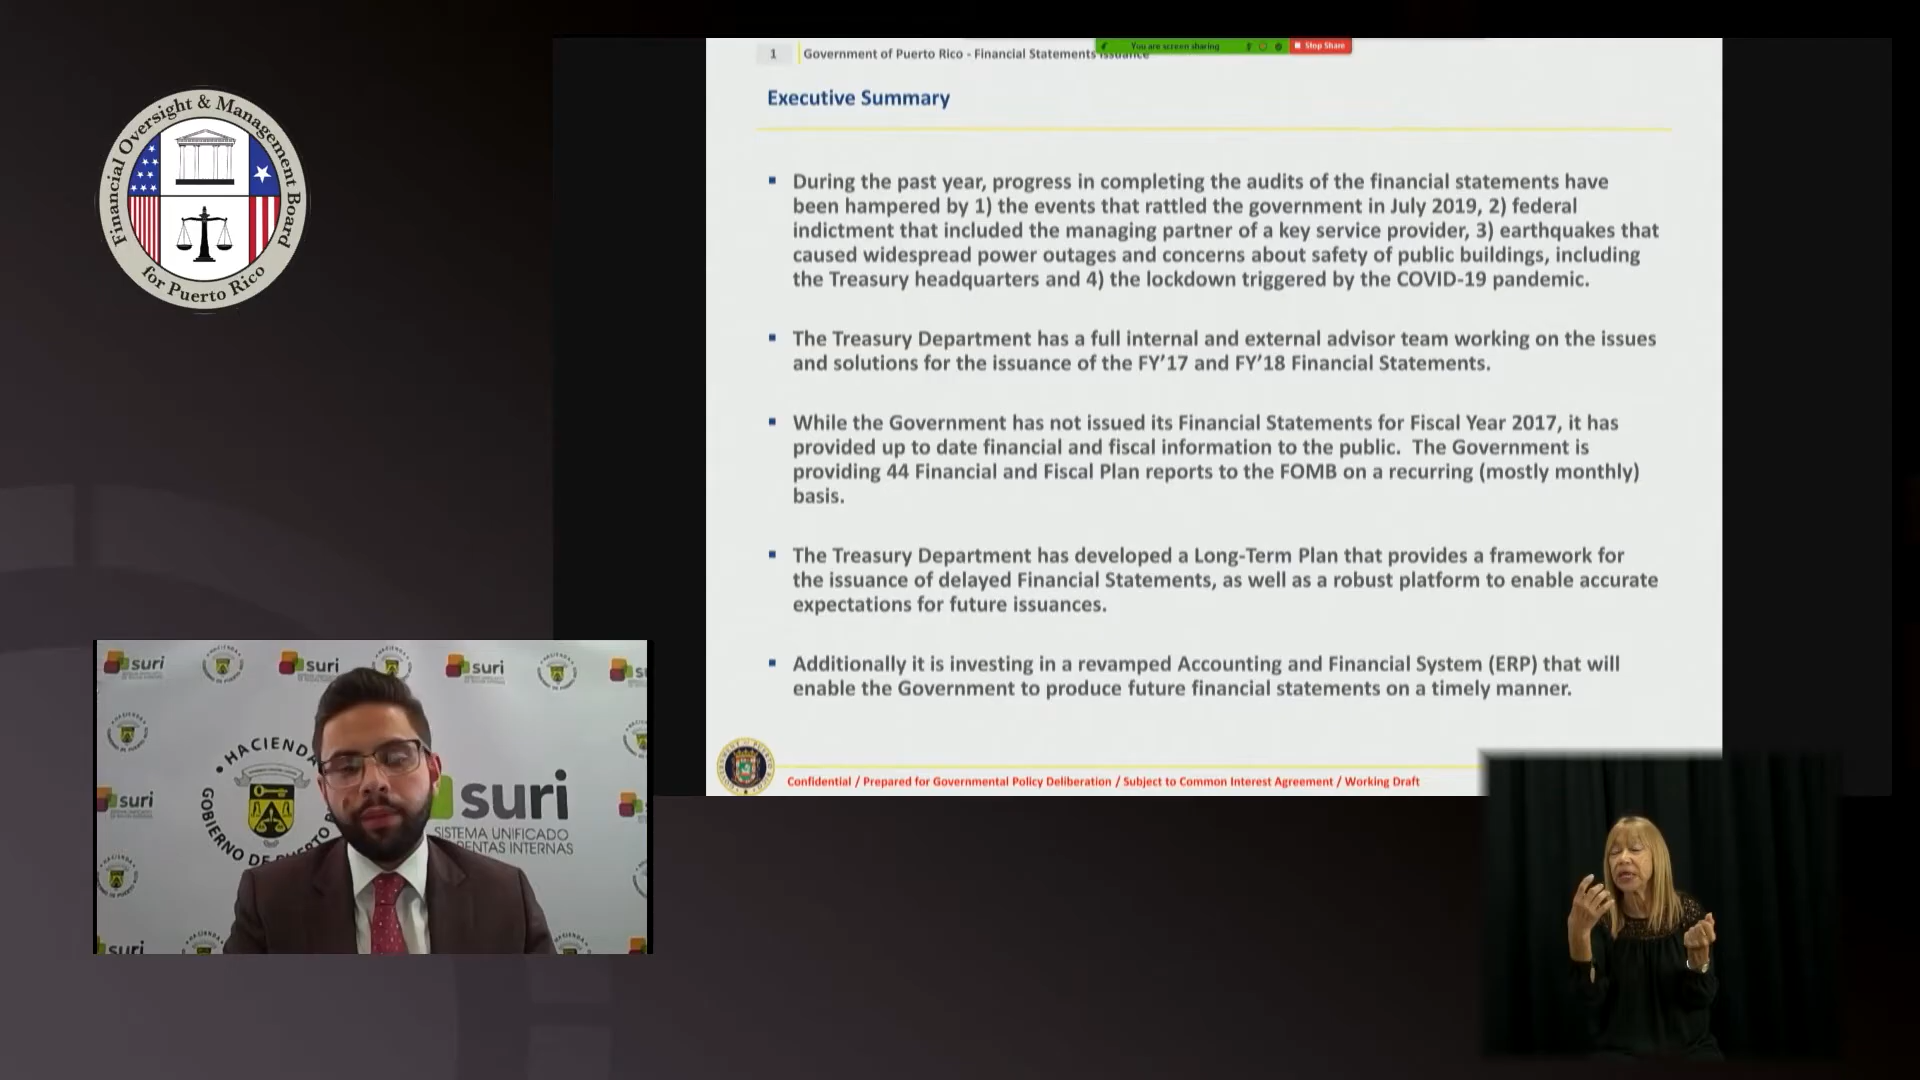 Financial Oversight & Management Board
for Puerto Rico
1
Government of Puerto Rico - Financial Statements Issuance
You are screen sharing
Stop Share
Executive Summary
▪ During the past year, progress in completing the audits of the financial statements have
been hampered by 1) the events that rattled the government in July 2019, 2) federal
indictment that included the managing partner of a key service provider, 3) earthquakes that
caused widespread power outages and concerns about safety of public buildings, including
the Treasury headquarters and 4) the lockdown triggered by the COVID-19 pandemic.
▪ The Treasury Department has a full internal and external advisor team working on the issues
and solutions for the issuance of the FY’17 and FY’18 Financial Statements.
▪ While the Government has not issued its Financial Statements for Fiscal Year 2017, it has
provided up to date financial and fiscal information to the public. The Government is
providing 44 Financial and Fiscal Plan reports to the FOMB on a recurring (mostly monthly)
basis.
▪ The Treasury Department has developed a Long-Term Plan that provides a framework for
the issuance of delayed Financial Statements, as well as a robust platform to enable accurate
expectations for future issuances.
▪ Additionally it is investing in a revamped Accounting and Financial System (ERP) that will
enable the Government to produce future financial statements on a timely manner.
Confidential / Prepared for Governmental Policy Deliberation / Subject to Common Interest Agreement / Working Draft
suri
suri
suri
su
HACIENDA
GOBIERNO DE PUERTO
suri
suri
SISTEMA UNIFICADO
RENTAS INTERNAS
suri